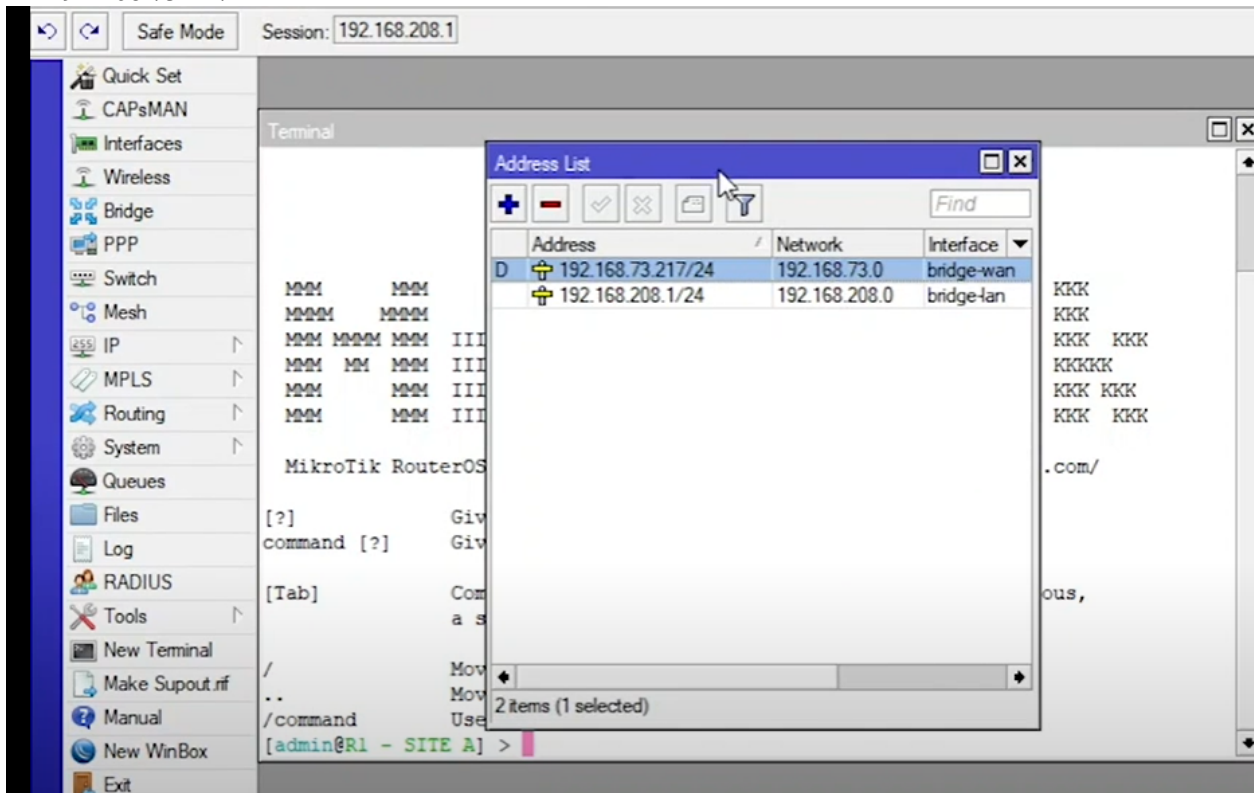 Safe Mode
Session: 192.168.208.1
Quick Set
CAPsMAN
Interfaces
Wireless
Bridge
PPP
Switch
Mesh
IP
MPLS
Routing
System
Queues
Files
Log
RADIUS
Tools
New Terminal
Make Supout.rif
Manual
New WinBox
Exit
Terminal
MMM MMM KKK
MMMM MMMM KKK
MMM MMMM MMM III KKK KKK
MMM MM MMM III KKKKK
MMM MMM III KKK KKK
MMM MMM III KKK KKK
MikroTik RouterOS .com/
[?] Giv
command [?] Giv
[Tab] Com ous,
a s
/ Mov
.. Mov
/command Use
[admin@R1 - SITE A] >
Address List
Find
Address Network Interface
D 192.168.73.217/24 192.168.73.0 bridge-wan
192.168.208.1/24 192.168.208.0 bridge-lan
2 items (1 selected)